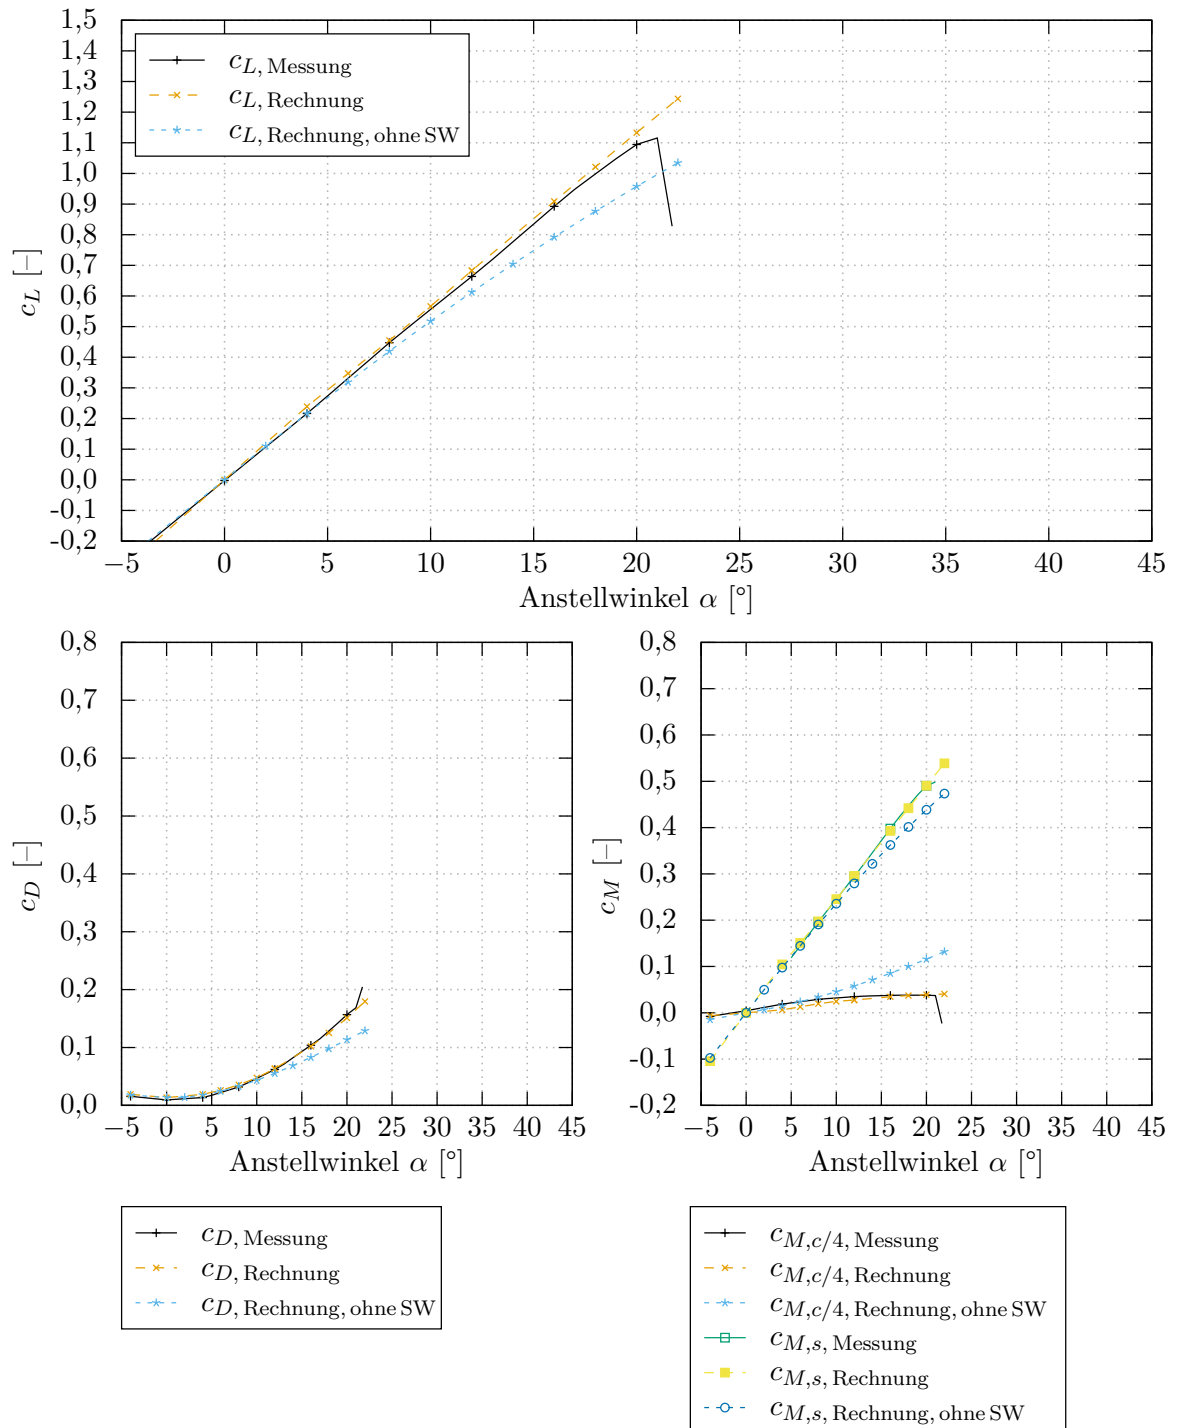 1,5
1,4
1,3
1,2
1,1
1,0
0,9
0,8
0,7
0,6
0,5
0,4
0,3
0,2
0,1
0,0
-0,1
-0,2
c_L [−]
c_L, Messung
c_L, Rechnung
c_L, Rechnung, ohne SW
−5 0 5 10 15 20 25 30 35 40 45
Anstellwinkel α [°]
0,8
0,7
0,6
0,5
0,4
0,3
0,2
0,1
0,0
c_D [−]
−5 0 5 10 15 20 25 30 35 40 45
Anstellwinkel α [°]
c_D, Messung
c_D, Rechnung
c_D, Rechnung, ohne SW
0,8
0,7
0,6
0,5
0,4
0,3
0,2
0,1
0,0
-0,1
-0,2
c_M [−]
−5 0 5 10 15 20 25 30 35 40 45
Anstellwinkel α [°]
c_M,c/4, Messung
c_M,c/4, Rechnung
c_M,c/4, Rechnung, ohne SW
c_M,s, Messung
c_M,s, Rechnung
c_M,s, Rechnung, ohne SW